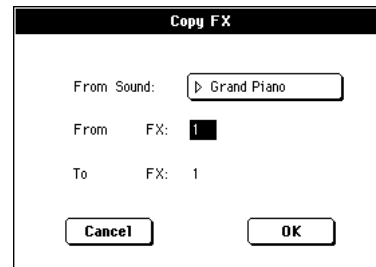 Copy FX
From Sound: Grand Piano
From FX: 1
To FX: 1
Cancel OK